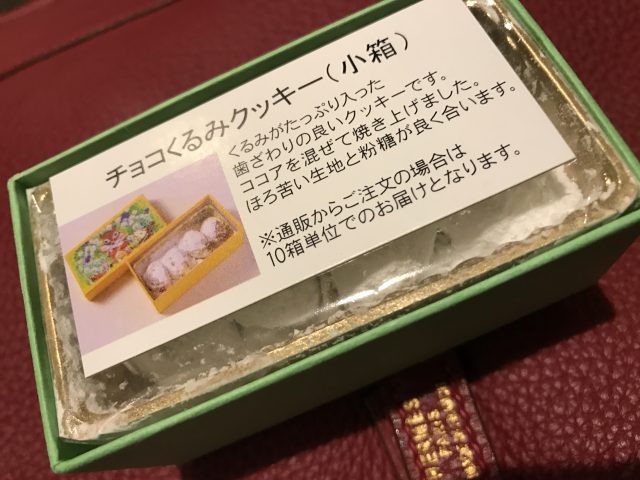 チョコくるみクッキー(小箱)
くるみがたっぷり入った
歯ざわりの良いクッキーです。
ココアを混ぜて焼き上げました。
ほろ苦い生地と粉糖が良く合います。
※通販からご注文の場合は
10箱単位でのお届けとなります。
HERMÈS
PARIS